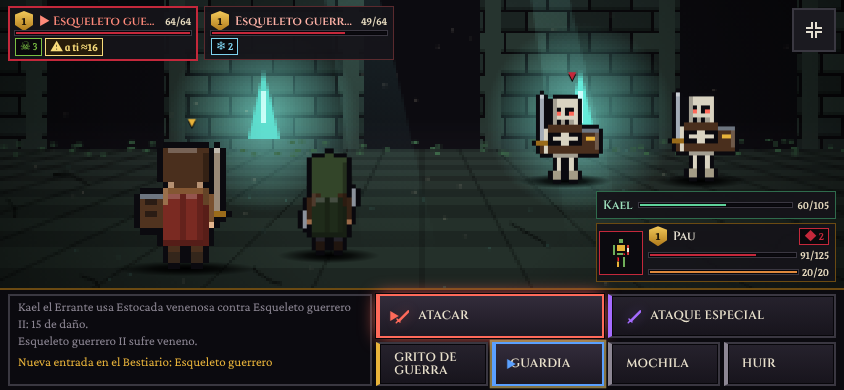 1 ESQUELETO GUE... 64/64
3 a ti ≈16
1 ESQUELETO GUERR... 49/64
2
KAEL 60/105
1 PAU 2
91/125
20/20
Kael el Errante usa Estocada venenosa contra Esqueleto guerrero
II: 15 de daño.
Esqueleto guerrero II sufre veneno.
Nueva entrada en el Bestiario: Esqueleto guerrero
ATACAR
ATAQUE ESPECIAL
GRITO DE
GUERRA
GUARDIA
MOCHILA
HUIR